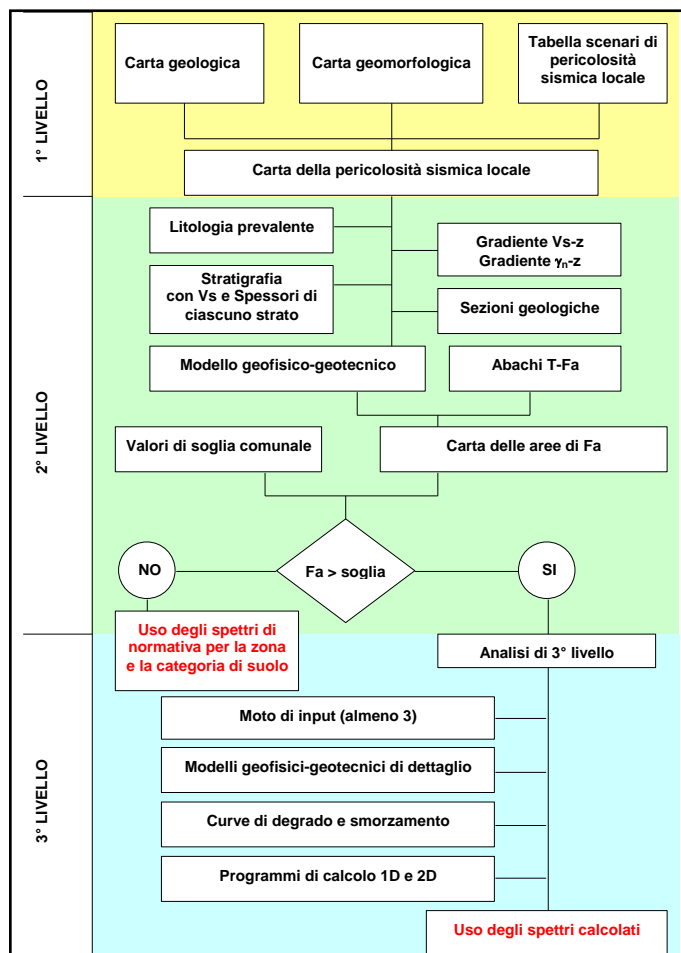 1° LIVELLO
Carta geologica
Carta geomorfologica
Tabella scenari di
pericolosità
sismica locale
Carta della pericolosità sismica locale
2° LIVELLO
Litologia prevalente
Gradiente Vs-z
Gradiente γn-z
Stratigrafia
con Vs e Spessori di
ciascuno strato
Sezioni geologiche
Modello geofisico-geotecnico
Abachi T-Fa
Valori di soglia comunale
Carta delle aree di Fa
NO
Fa > soglia
SI
Uso degli spettri di
normativa per la zona
e la categoria di suolo
3° LIVELLO
Analisi di 3° livello
Moto di input (almeno 3)
Modelli geofisici-geotecnici di dettaglio
Curve di degrado e smorzamento
Programmi di calcolo 1D e 2D
Uso degli spettri calcolati